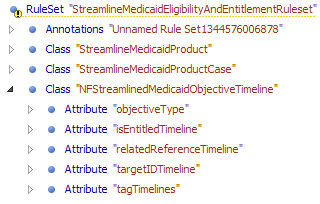 RuleSet "StreamlineMedicaidEligibilityAndEntitlementRuleset"
Annotations "Unnamed Rule Set1344576006878"
Class "StreamlineMedicaidProduct"
Class "StreamlineMedicaidProductCase"
Class "NFStreamlinedMedicaidObjectiveTimeline"
Attribute "objectiveType"
Attribute "isEntitledTimeline"
Attribute "relatedReferenceTimeline"
Attribute "targetIDTimeline"
Attribute "tagTimelines"